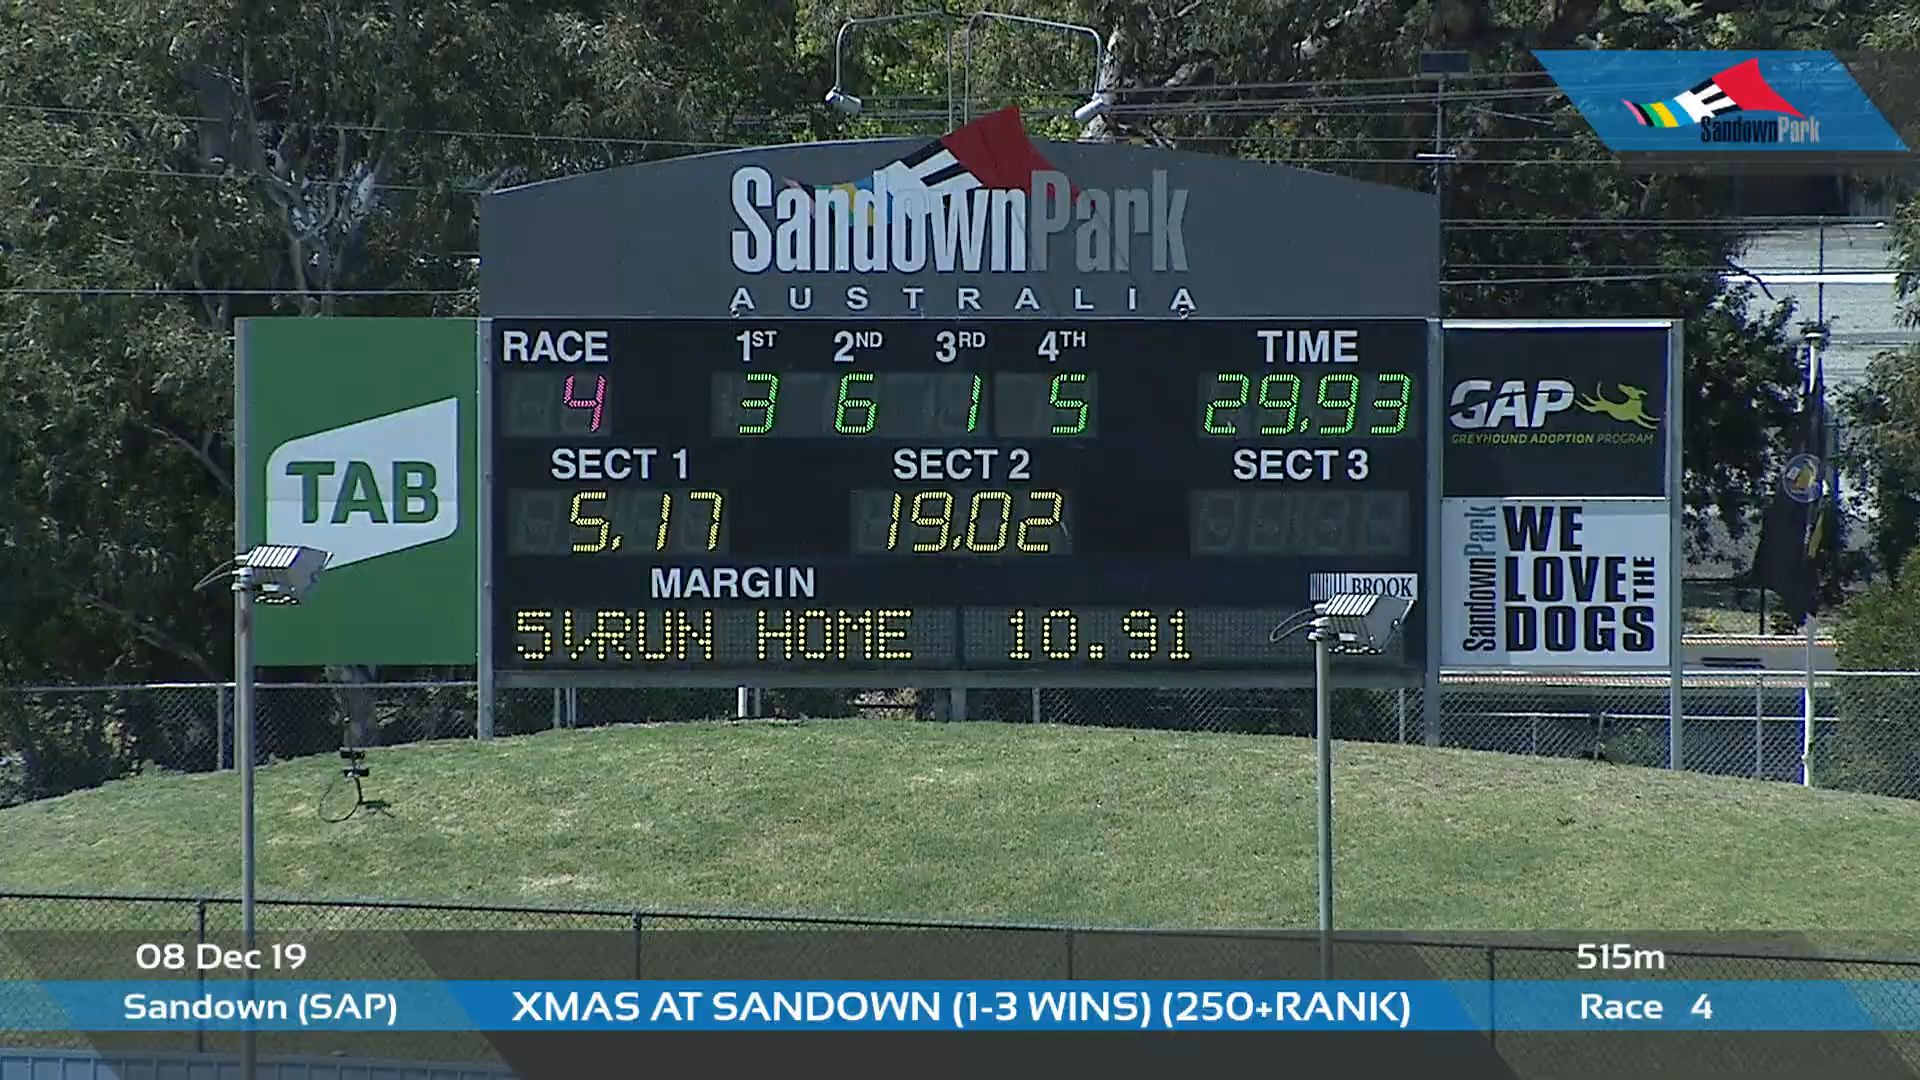 SandownPark
SandownPark
AUSTRALIA
RACE 1ST 2ND 3RD 4TH TIME
4 3 6 1 5 29.93
SECT 1 SECT 2 SECT 3
5.17 19.02
MARGIN
RUN HOME 10.91
BROOK
TAB
GAP
GREYHOUND ADOPTION PROGRAM
SandownPark
WE
LOVE THE
DOGS
08 Dec 19
515m
Sandown (SAP)
XMAS AT SANDOWN (1-3 WINS) (250+RANK)
Race 4